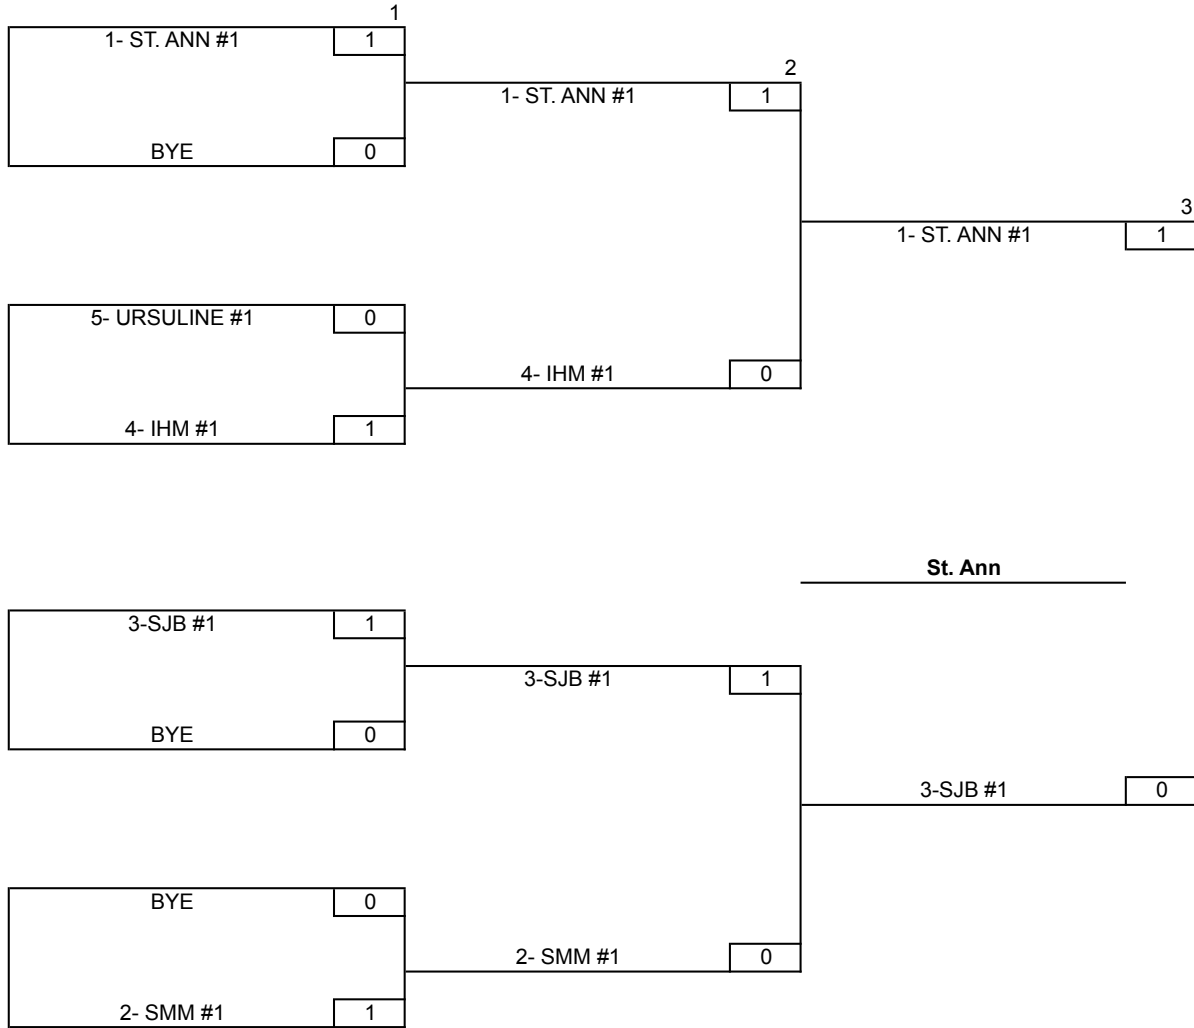 1
1- ST. ANN #1 1
2
1- ST. ANN #1 1
BYE 0
3
1- ST. ANN #1 1
5- URSULINE #1 0
4- IHM #1 0
4- IHM #1 1
St. Ann
3-SJB #1 1
3-SJB #1 1
BYE 0
3-SJB #1 0
BYE 0
2- SMM #1 0
2- SMM #1 1